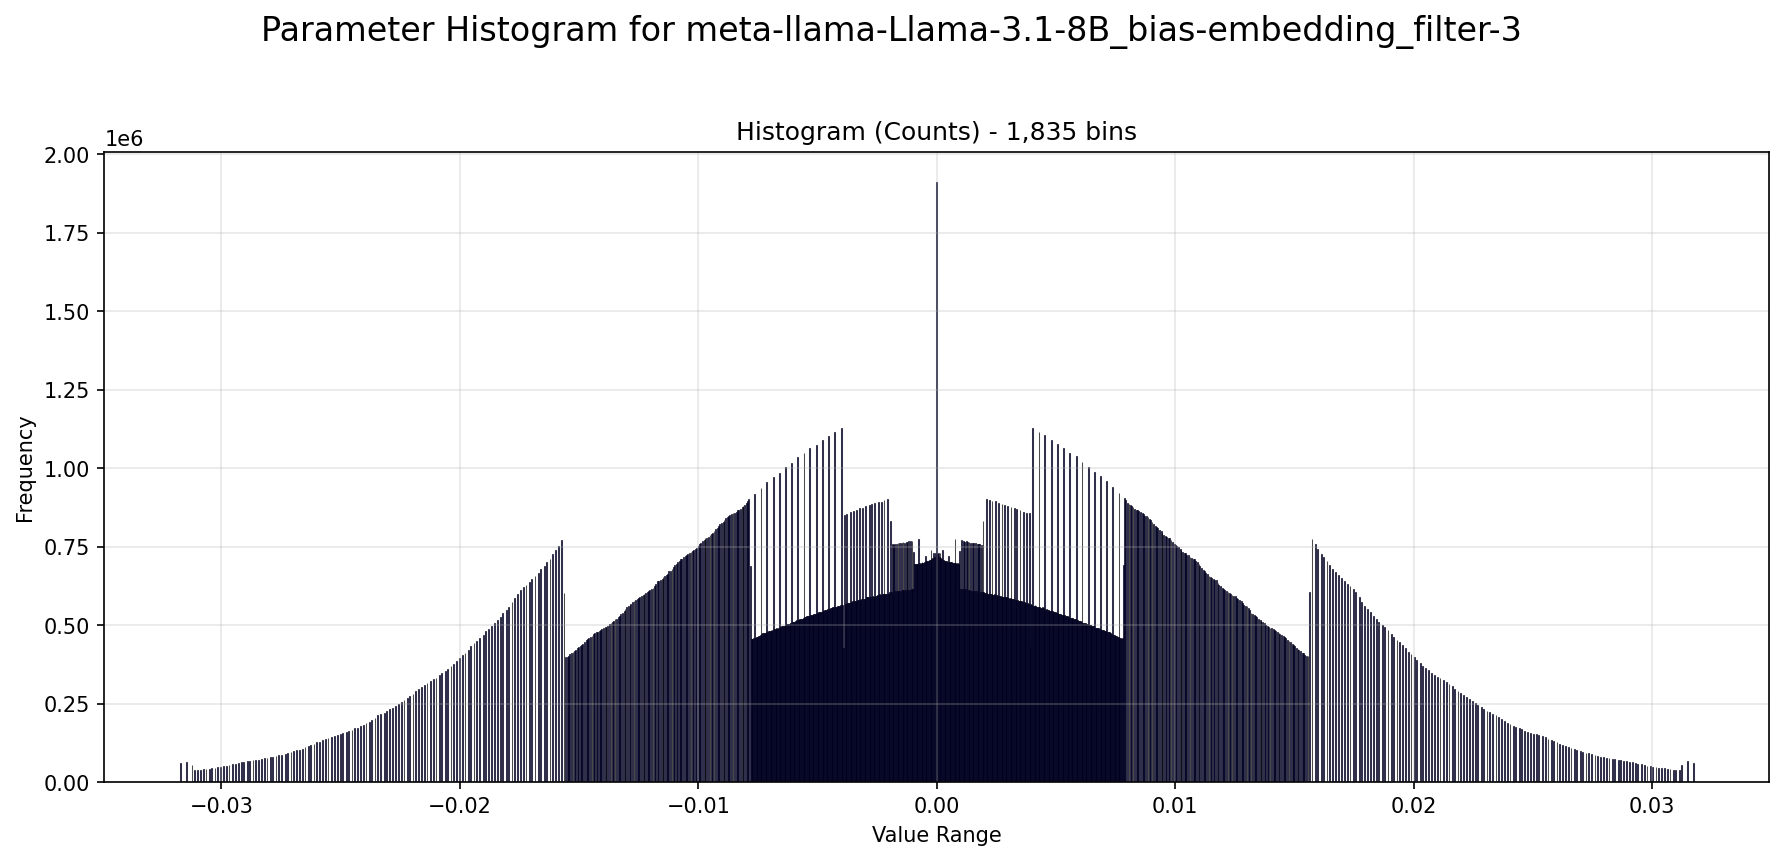 Parameter Histogram for meta-llama-Llama-3.1-8B_bias-embedding_filter-3
Histogram (Counts) - 1,835 bins
1e6
2.00
1.75
1.50
1.25
1.00
0.75
0.50
0.25
0.00
Frequency
−0.03 −0.02 −0.01 0.00 0.01 0.02 0.03
Value Range